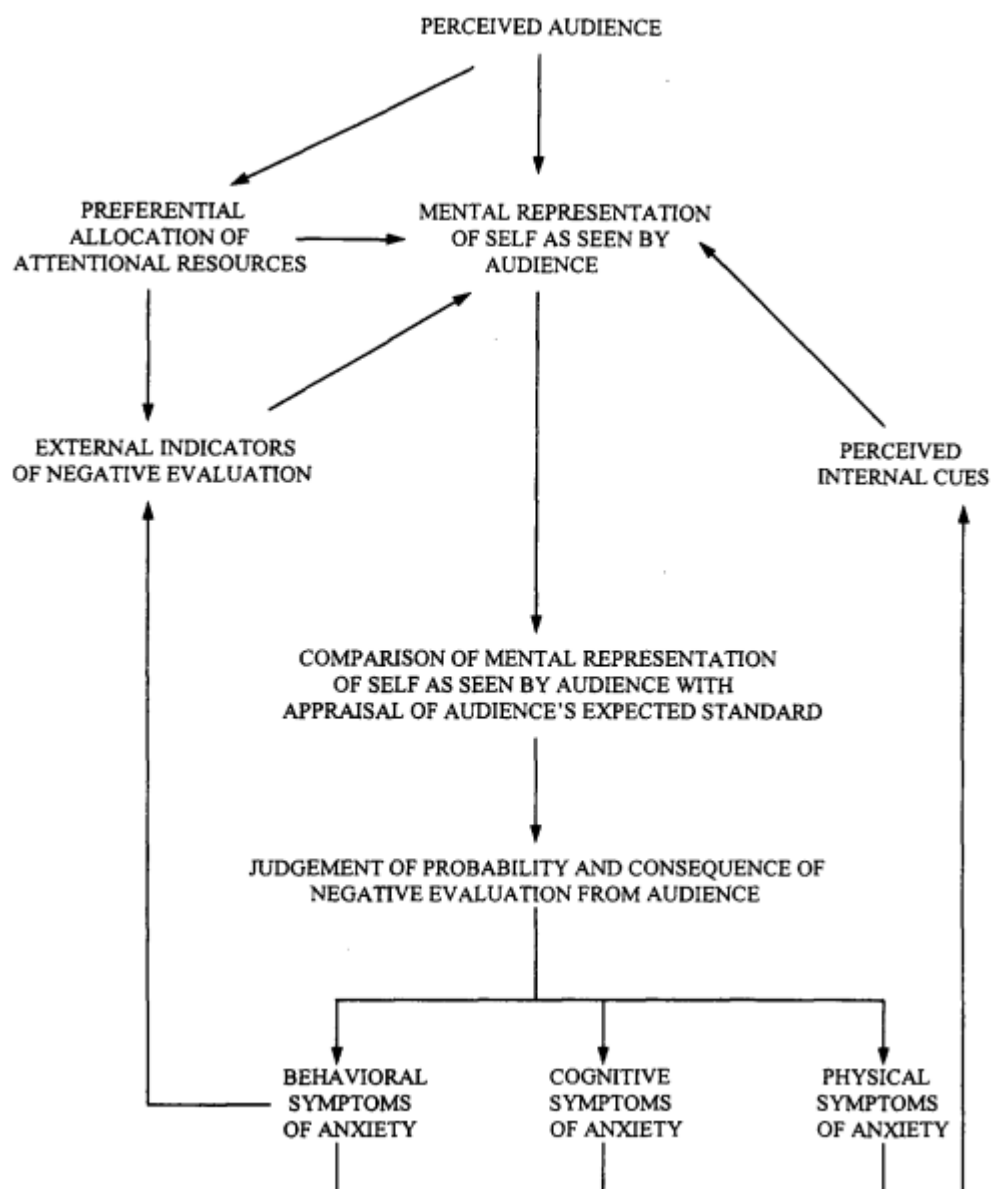 PERCEIVED AUDIENCE
PREFERENTIAL
ALLOCATION OF
ATTENTIONAL RESOURCES
MENTAL REPRESENTATION
OF SELF AS SEEN BY
AUDIENCE
EXTERNAL INDICATORS
OF NEGATIVE EVALUATION
PERCEIVED
INTERNAL CUES
COMPARISON OF MENTAL REPRESENTATION
OF SELF AS SEEN BY AUDIENCE WITH
APPRAISAL OF AUDIENCE'S EXPECTED STANDARD
JUDGEMENT OF PROBABILITY AND CONSEQUENCE OF
NEGATIVE EVALUATION FROM AUDIENCE
BEHAVIORAL
SYMPTOMS
OF ANXIETY
COGNITIVE
SYMPTOMS
OF ANXIETY
PHYSICAL
SYMPTOMS
OF ANXIETY